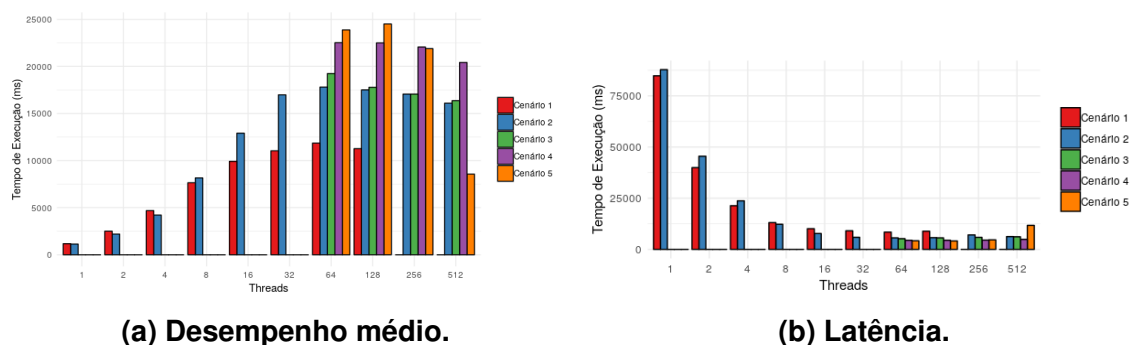 25000
20000
15000
10000
5000
0
Tempo de Execução (ms)
1 2 4 8 16 32 64 128 256 512
Threads
Cenário 1
Cenário 2
Cenário 3
Cenário 4
Cenário 5
(a) Desempenho médio.
75000
50000
25000
0
Tempo de Execução (ms)
1 2 4 8 16 32 64 128 256 512
Threads
Cenário 1
Cenário 2
Cenário 3
Cenário 4
Cenário 5
(b) Latência.